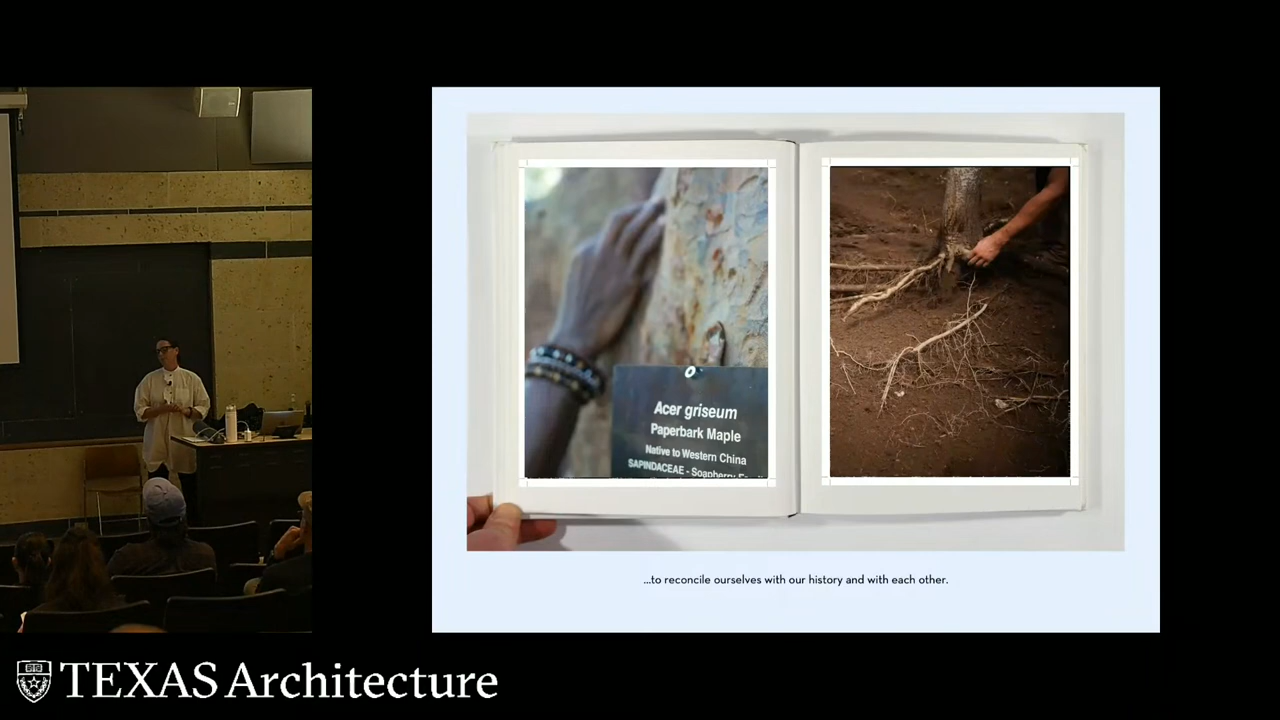 Acer griseum
Paperbark Maple
Native to Western China
SAPINDACEAE - Soapberry
...to reconcile ourselves with our history and with each other.
TEXAS Architecture